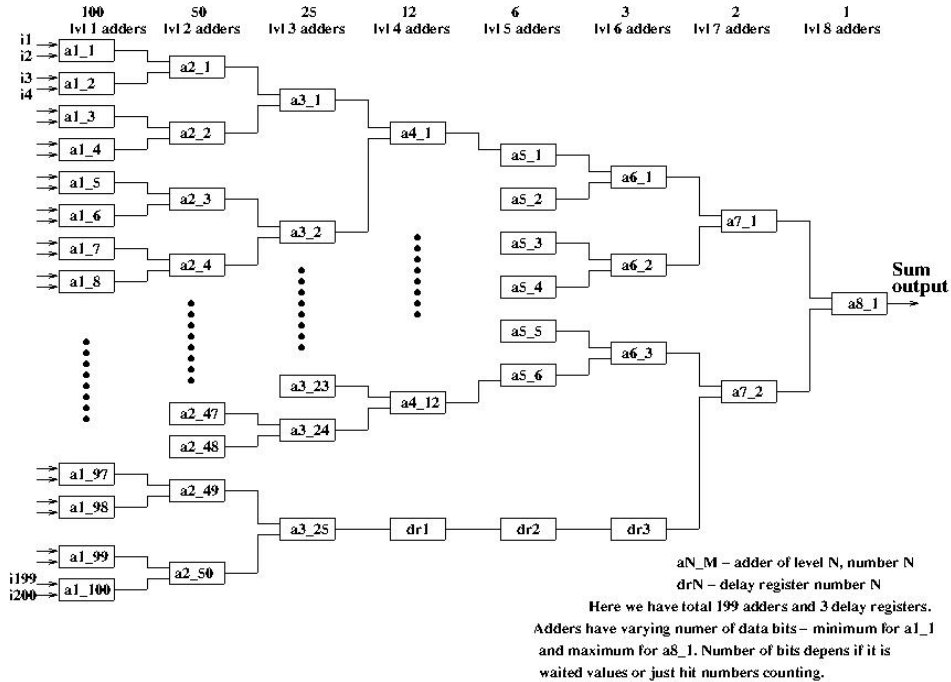 100 50 25 12 6 3 2 1
lvl 1 adders lvl 2 adders lvl 3 adders lvl 4 adders lvl 5 adders lvl 6 adders lvl 7 adders lvl 8 adders
i1
i2
i3
i4
a1_1
a1_2
a1_3
a1_4
a1_5
a1_6
a1_7
a1_8
a2_1
a2_2
a2_3
a2_4
a3_1
a3_2
a4_1
a5_1
a5_2
a5_3
a5_4
a5_5
a5_6
a6_1
a6_2
a6_3
a7_1
a7_2
a8_1
Sum
output
a3_23
a3_24
a4_12
a2_47
a2_48
a1_97
a1_98
a2_49
a1_99
a1_100
a2_50
i199
i200
a3_25
dr1
dr2
dr3
aN_M – adder of level N, number N
drN – delay register number N
Here we have total 199 adders and 3 delay registers.
Adders have varying numer of data bits – minimum for a1_1
and maximum for a8_1. Number of bits depens if it is
waited values or just hit numbers counting.